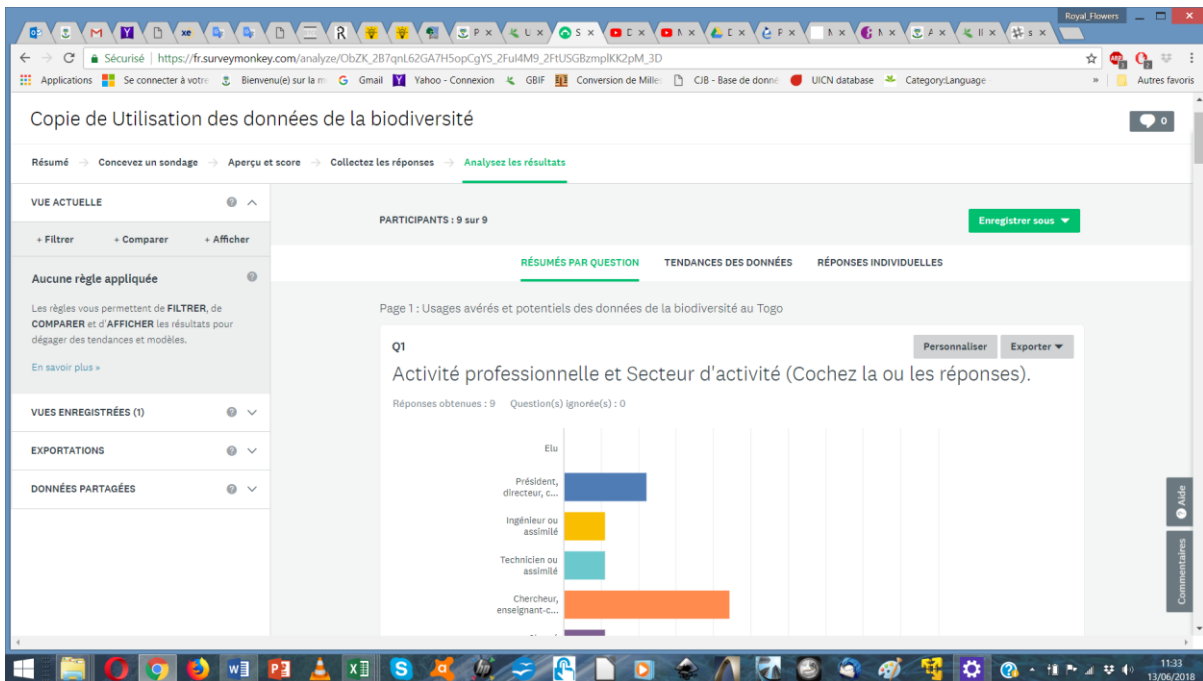 Royal_Flowers
Sécurisé | https://fr.surveymonkey.com/analyze/ObZK_2B7qnL62GA7H5opCgYS_2FuI4M9_2FtUSGBzmplKK2pM_3D
Applications Se connecter à votre Bienvenu(e) sur la m Gmail Yahoo - Connexion GBIF Conversion de Milles CJB - Base de donné UICN database Category:Language » Autres favoris
Copie de Utilisation des données de la biodiversité
0
Résumé → Concevez un sondage → Aperçu et score → Collectez les réponses → Analysez les résultats
VUE ACTUELLE
PARTICIPANTS : 9 sur 9
Enregistrer sous
+ Filtrer + Comparer + Afficher
RÉSUMÉS PAR QUESTION TENDANCES DES DONNÉES RÉPONSES INDIVIDUELLES
Aucune règle appliquée
Les règles vous permettent de FILTRER, de
COMPARER et d'AFFICHER les résultats pour
dégager des tendances et modèles.
En savoir plus »
VUES ENREGISTRÉES (1)
EXPORTATIONS
DONNÉES PARTAGÉES
Page 1 : Usages avérés et potentiels des données de la biodiversité au Togo
Q1
Personnaliser Exporter
Activité professionnelle et Secteur d'activité (Cochez la ou les réponses).
Réponses obtenues : 9 Question(s) ignorée(s) : 0
Elu
Président,
directeur, c...
Ingénieur ou
assimilé
Technicien ou
assimilé
Chercheur,
enseignant-c...
Aide
Commentaires
11:33
13/06/2018